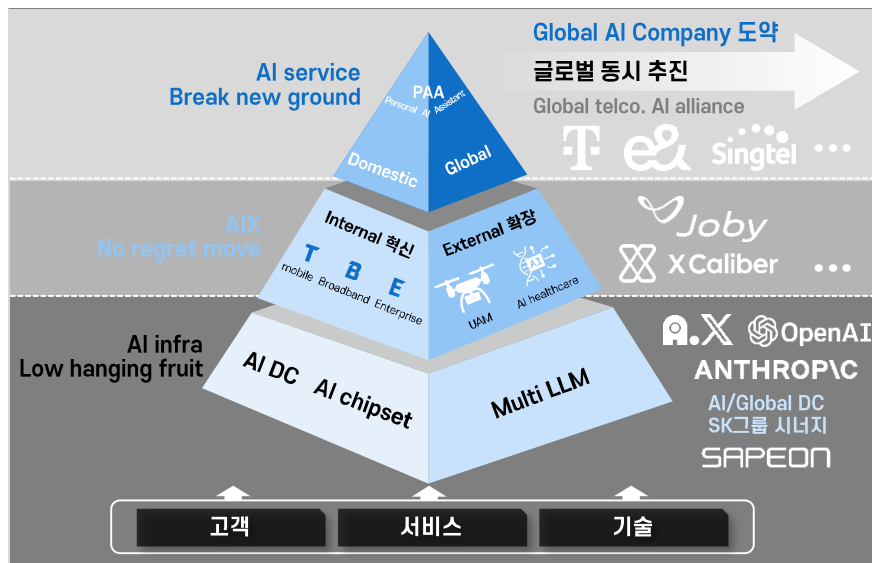 Global AI Company 도약
AI service
Break new ground
글로벌 동시 추진
Global telco. AI alliance
PAA
Personal AI Assistant
Domestic
Global
T
e&
Singtel
•••
AIX
No regret move
Internal 혁신
T
mobile
B
Broadband
E
Enterprise
External 확장
UAM
AI
AI healthcare
Joby
XCaliber
•••
AI infra
Low hanging fruit
AI DC
AI chipset
Multi LLM
A.X
OpenAI
ANTHROP\C
AI/Global DC
SK그룹 시너지
SAPEON
고객
서비스
기술